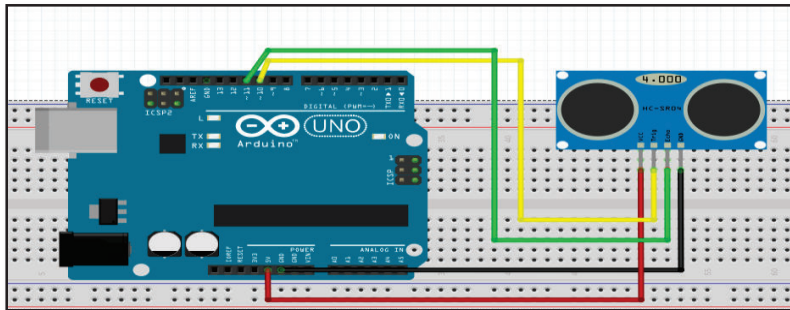 4.000
HC-SR04
VCC
Trig
Echo
GND
RESET
ICSP2
AREF
GND
13
12
~11
~10
~9
8
7
~6
~5
4
~3
2
TX▸1
RX◂0
DIGITAL (PWM=~)
L
TX
RX
Arduino™
UNO
ON
1
ICSP
IOREF
RESET
3V3
5V
GND
GND
VIN
POWER
ANALOG IN
A0
A1
A2
A3
A4
A5